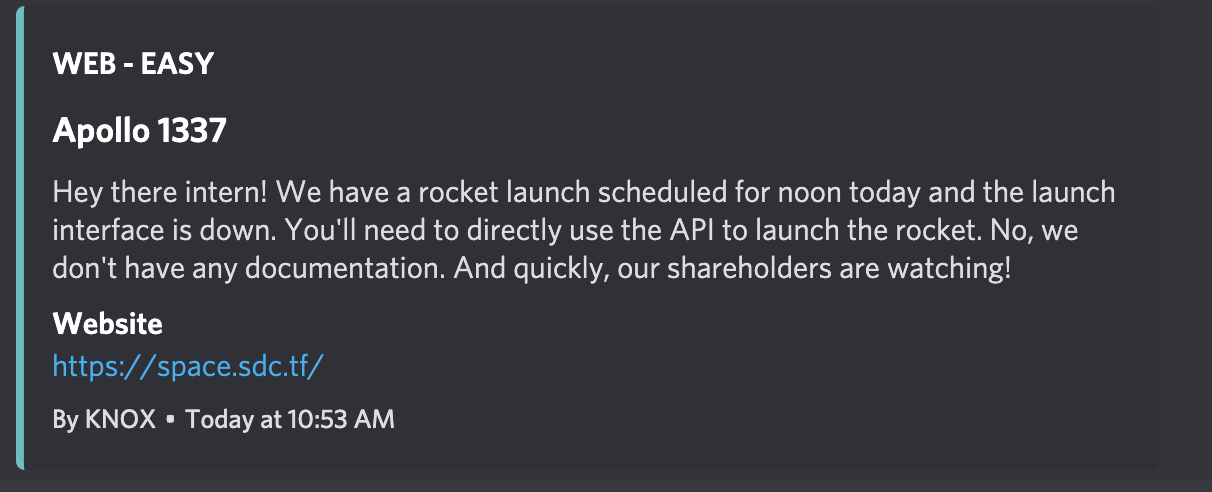 WEB - EASY
Apollo 1337
Hey there intern! We have a rocket launch scheduled for noon today and the launch
interface is down. You'll need to directly use the API to launch the rocket. No, we
don't have any documentation. And quickly, our shareholders are watching!
Website
https://space.sdc.tf/
By KNOX • Today at 10:53 AM